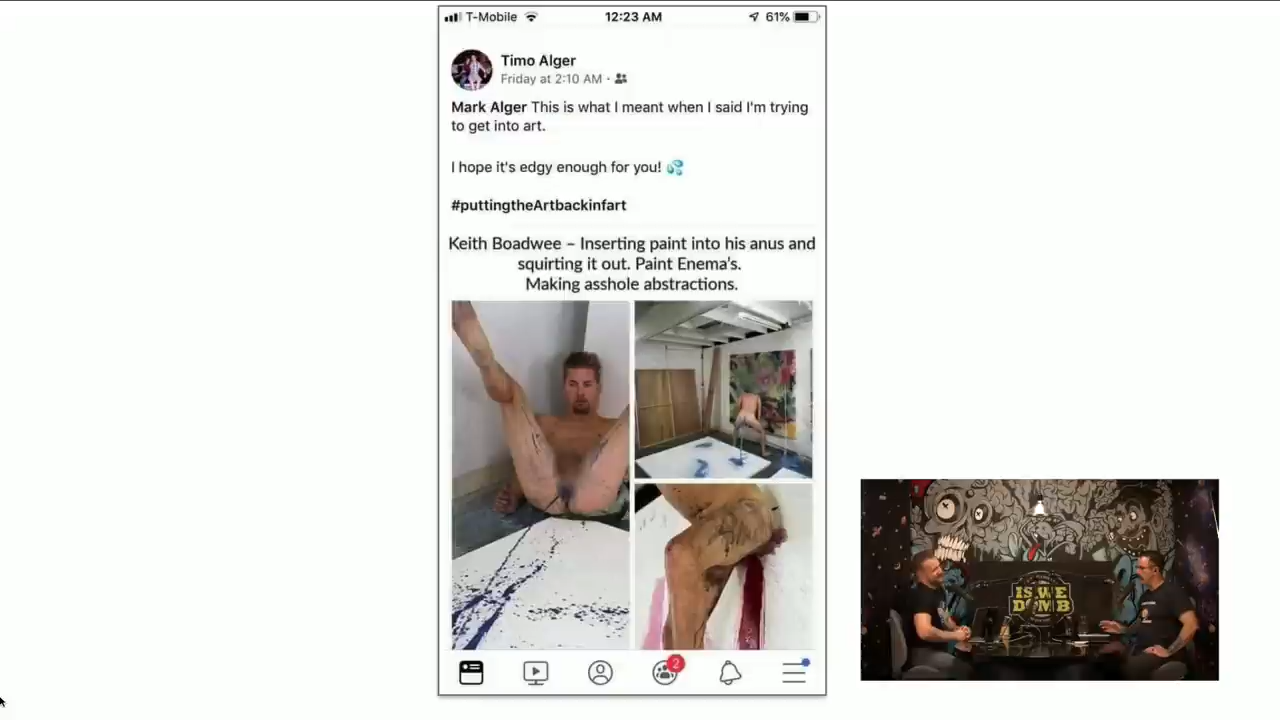 T-Mobile 12:23 AM 61%
Timo Alger
Friday at 2:10 AM ·
Mark Alger This is what I meant when I said I'm trying
to get into art.
I hope it's edgy enough for you! 💦
#puttingtheArtbackinfart
Keith Boadwee – Inserting paint into his anus and
squirting it out. Paint Enema's.
Making asshole abstractions.
2
IS WE
DUMB